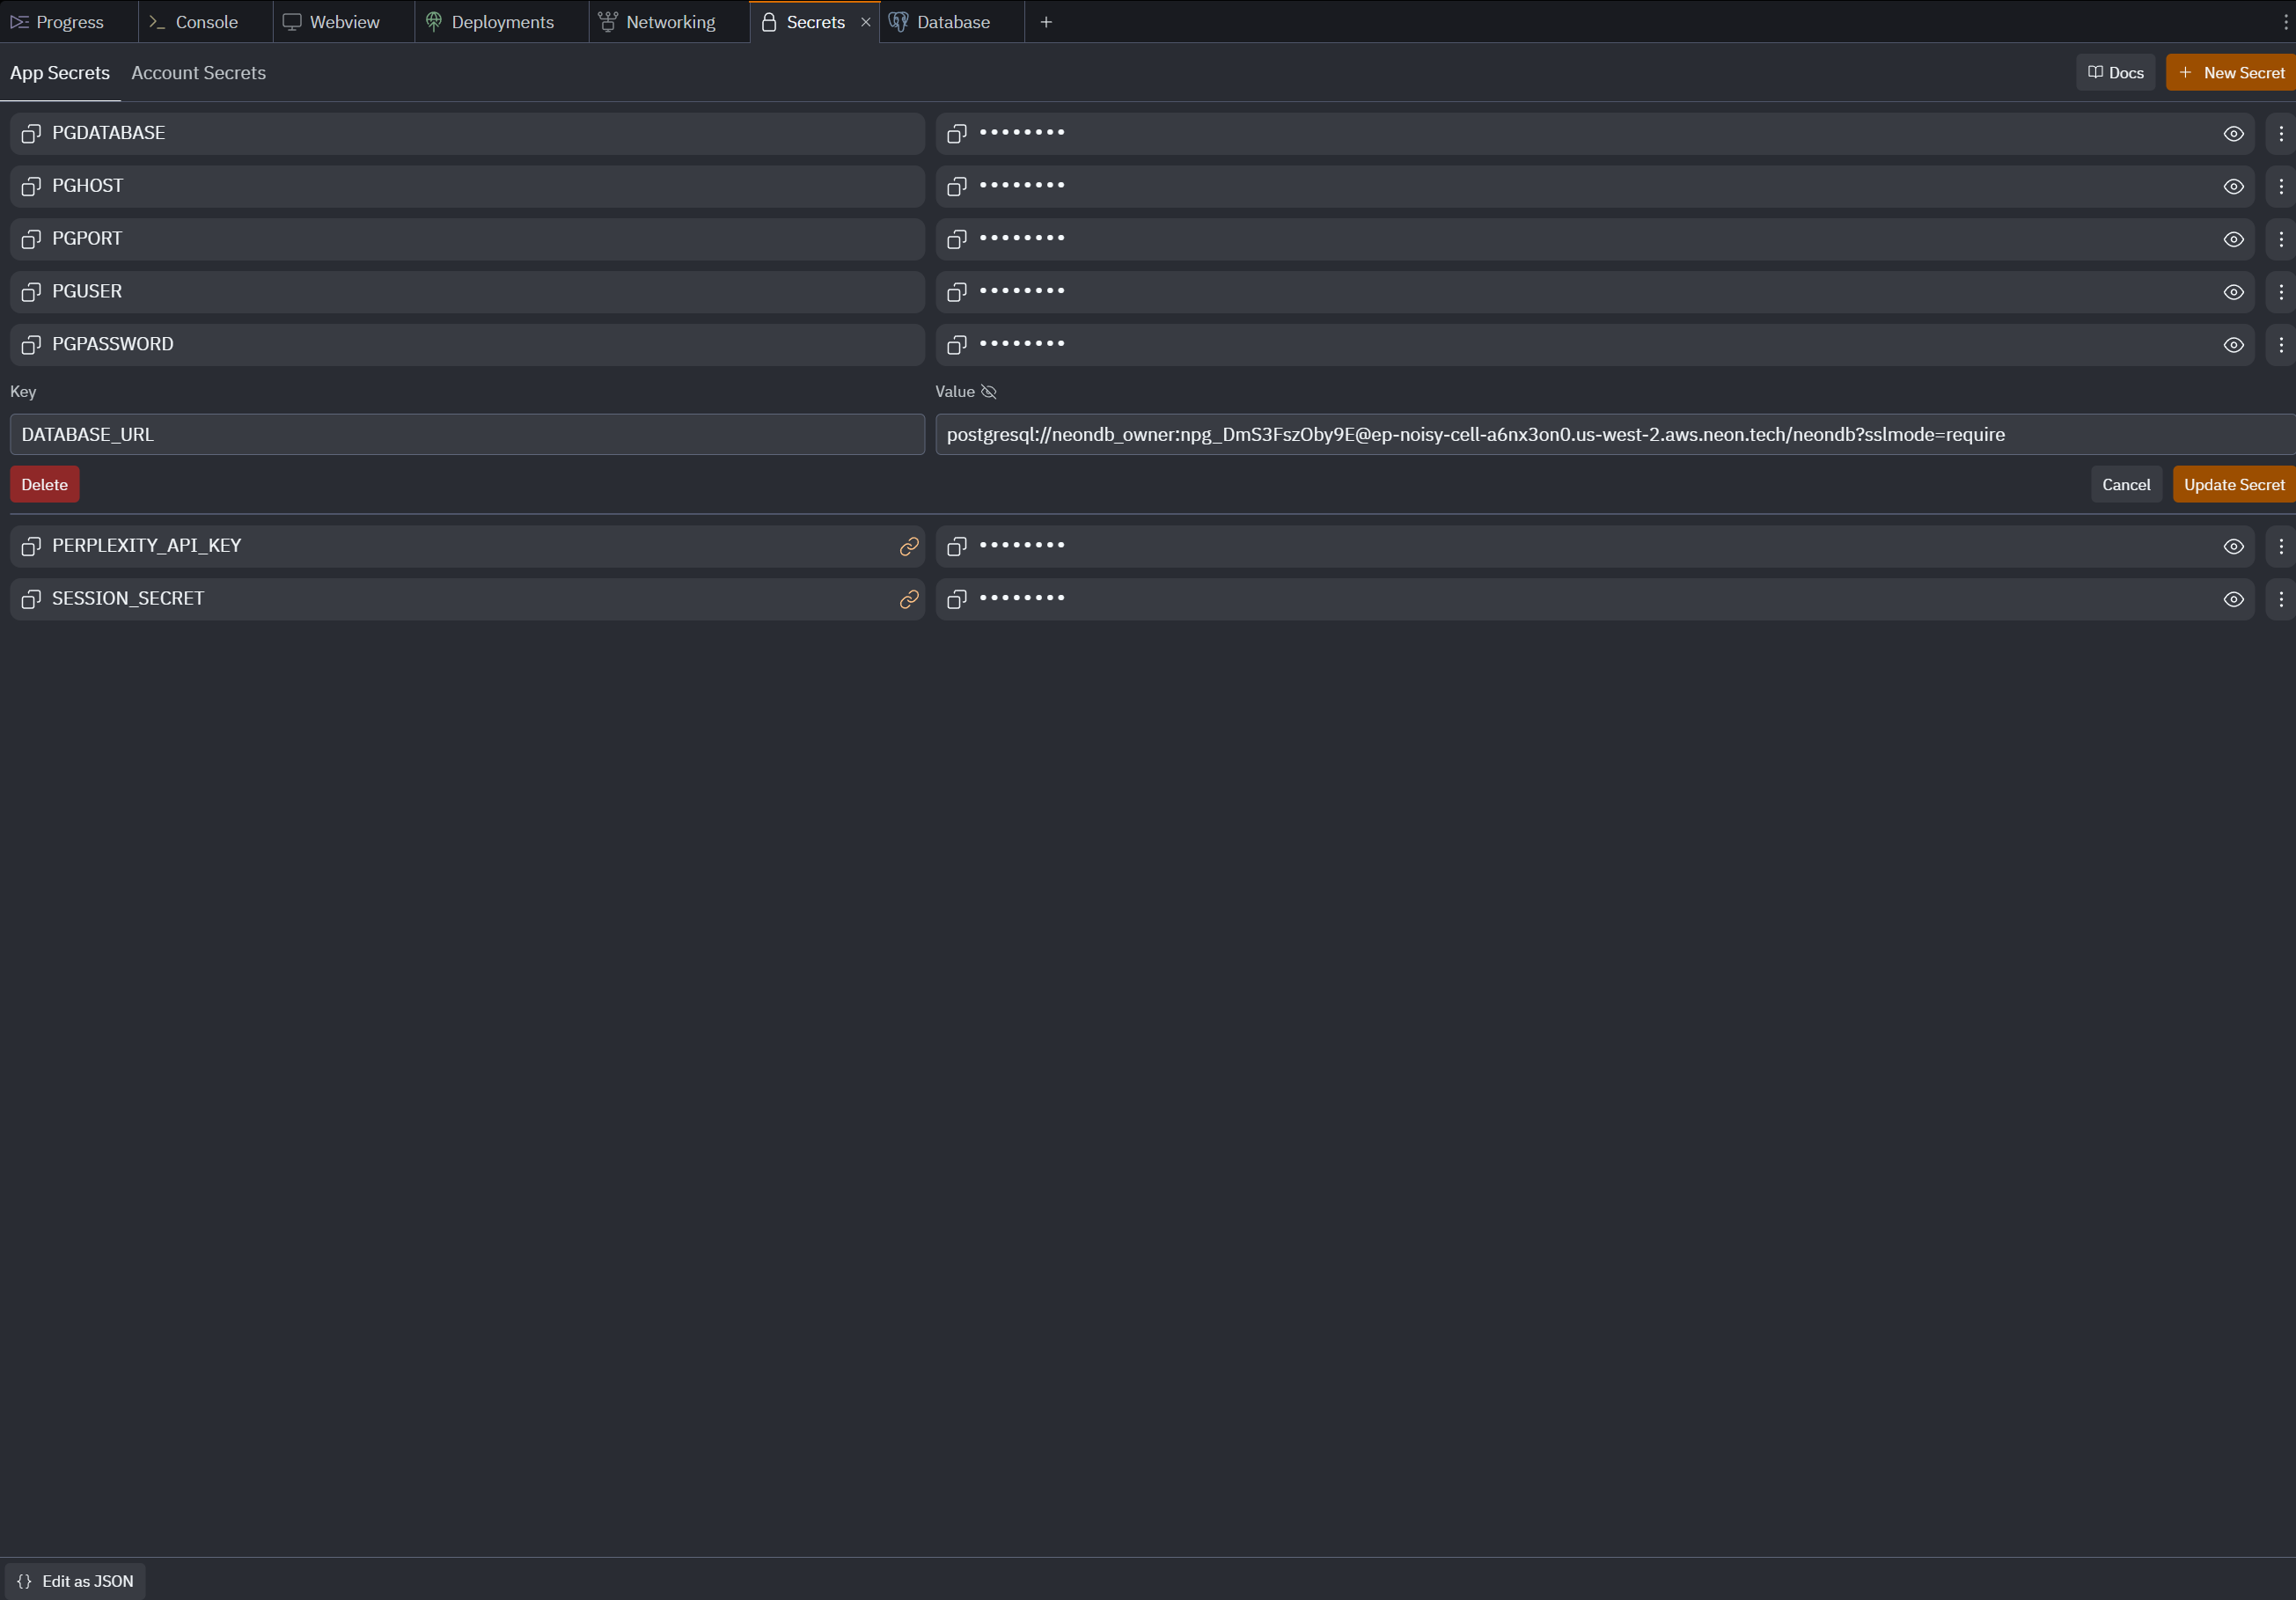 Progress Console Webview Deployments Networking Secrets Database
App Secrets Account Secrets Docs New Secret
PGDATABASE ••••••••
PGHOST ••••••••
PGPORT ••••••••
PGUSER ••••••••
PGPASSWORD ••••••••
Key Value
DATABASE_URL postgresql://neondb_owner:npg_DmS3FszOby9E@ep-noisy-cell-a6nx3on0.us-west-2.aws.neon.tech/neondb?sslmode=require
Delete Cancel Update Secret
PERPLEXITY_API_KEY ••••••••
SESSION_SECRET ••••••••
{} Edit as JSON